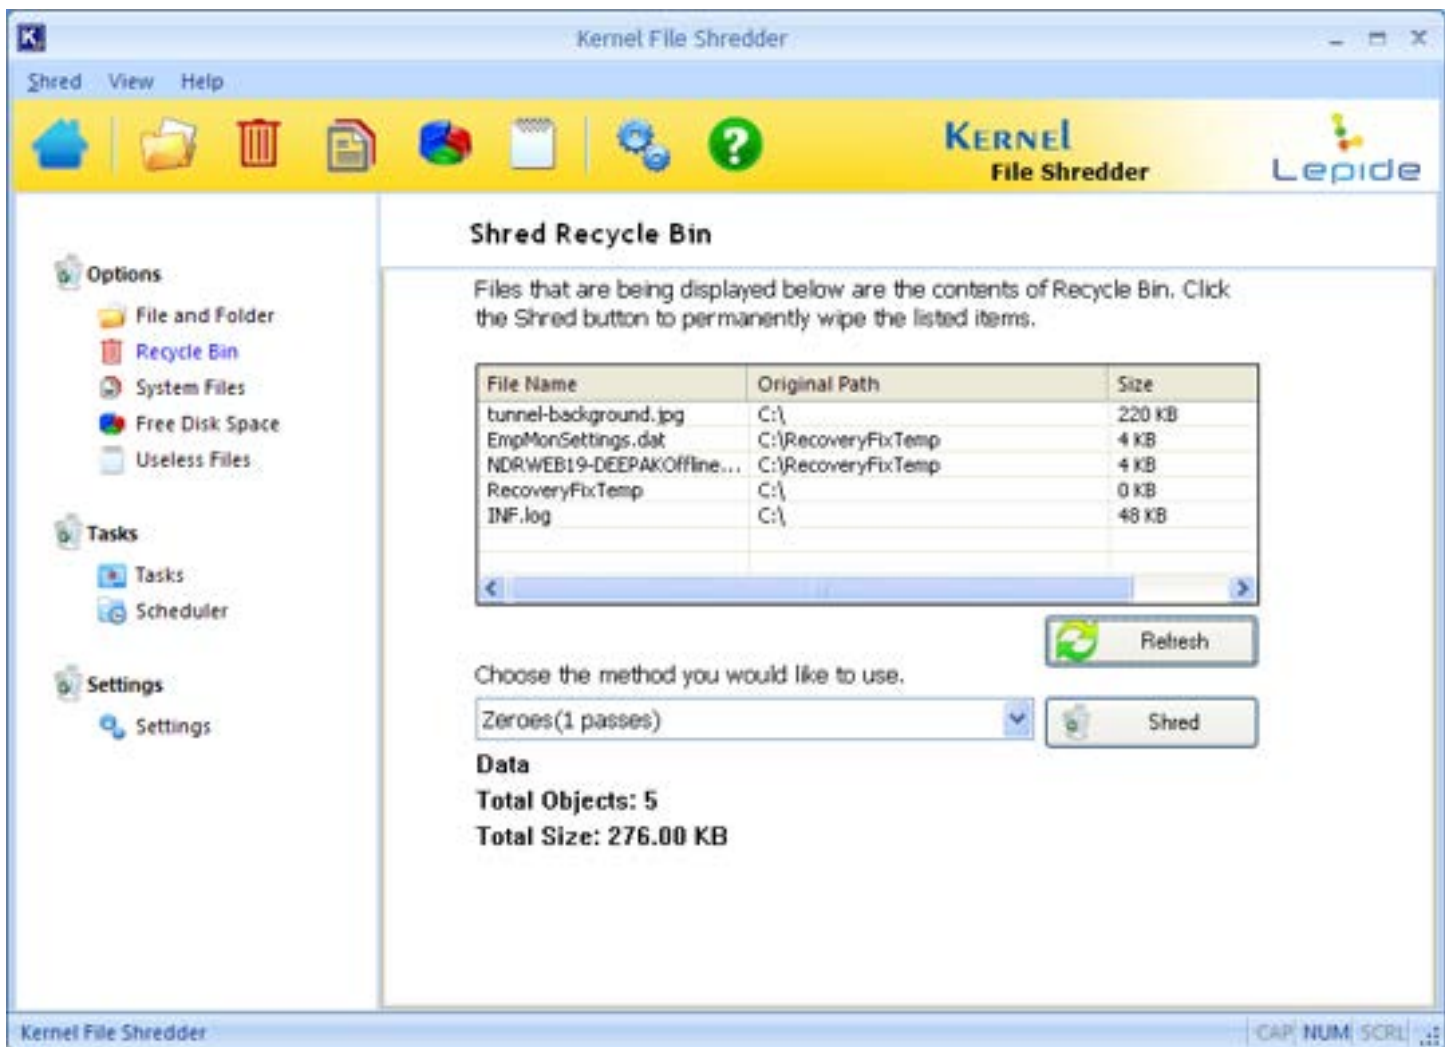 Kernel File Shredder
Shred View Help
KERNEL
File Shredder
Lepide
Options
File and Folder
Recycle Bin
System Files
Free Disk Space
Useless Files
Tasks
Tasks
Scheduler
Settings
Settings
Shred Recycle Bin
Files that are being displayed below are the contents of Recycle Bin. Click
the Shred button to permanently wipe the listed items.
File Name Original Path Size
tunnel-background.jpg C:\ 220 KB
EmpMonSettings.dat C:\RecoveryFixTemp 4 KB
NDRWEB19-DEEPAKOffline... C:\RecoveryFixTemp 4 KB
RecoveryFixTemp C:\ 0 KB
INF.log C:\ 48 KB
Refresh
Choose the method you would like to use.
Zeroes(1 passes)
Shred
Data
Total Objects: 5
Total Size: 276.00 KB
Kernel File Shredder
CAP NUM SCRL